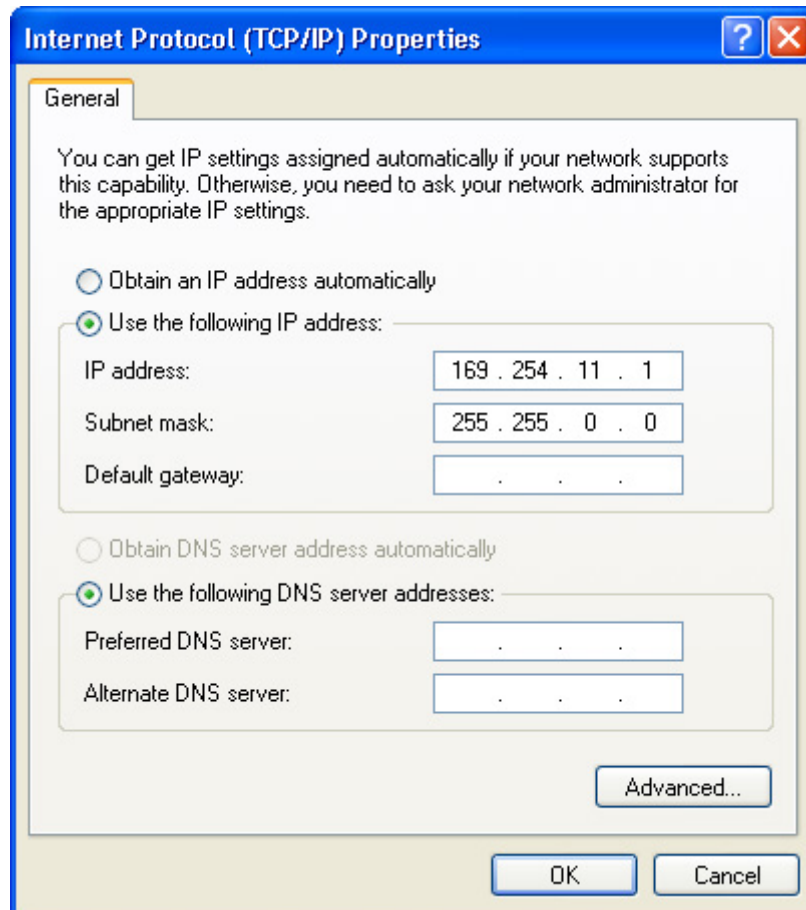 Internet Protocol (TCP/IP) Properties
General
You can get IP settings assigned automatically if your network supports
this capability. Otherwise, you need to ask your network administrator for
the appropriate IP settings.
Obtain an IP address automatically
Use the following IP address:
IP address: 169 . 254 . 11 . 1
Subnet mask: 255 . 255 . 0 . 0
Default gateway: . . .
Obtain DNS server address automatically
Use the following DNS server addresses:
Preferred DNS server: . . .
Alternate DNS server: . . .
Advanced...
OK Cancel